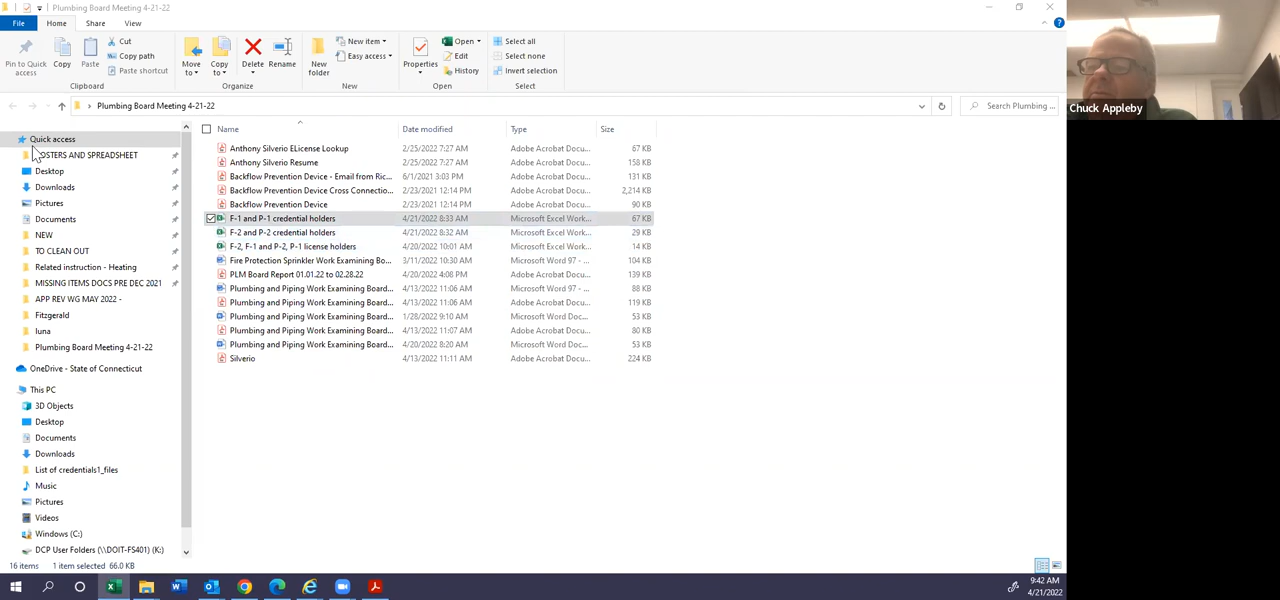 Plumbing Board Meeting 4-21-22
File Home Share View
Pin to Quick access
Copy
Paste
Cut
Copy path
Paste shortcut
Clipboard
Move to
Copy to
Delete
Rename
Organize
New folder
New item
Easy access
New
Properties
Open
Edit
History
Open
Select all
Select none
Invert selection
Select
Chuck Appleby
Plumbing Board Meeting 4-21-22
Search Plumbing ...
Quick access
OSTERS AND SPREADSHEET
Desktop
Downloads
Pictures
Documents
NEW
TO CLEAN OUT
Related instruction - Heating
MISSING ITEMS DOCS PRE DEC 2021
APP REV WG MAY 2022 -
Fitzgerald
luna
Plumbing Board Meeting 4-21-22
OneDrive - State of Connecticut
This PC
3D Objects
Desktop
Documents
Downloads
List of credentials1_files
Music
Pictures
Videos
Windows (C:)
DCP User Folders (\\DOIT-FS401) (K:)
Name Date modified Type Size
Anthony Silverio ELicense Lookup 2/25/2022 7:27 AM Adobe Acrobat Docu... 67 KB
Anthony Silverio Resume 2/25/2022 7:27 AM Adobe Acrobat Docu... 158 KB
Backflow Prevention Device - Email from Ric... 6/1/2021 3:03 PM Adobe Acrobat Docu... 131 KB
Backflow Prevention Device Cross Connectio... 2/23/2021 12:14 PM Adobe Acrobat Docu... 2,214 KB
Backflow Prevention Device 2/23/2021 12:14 PM Adobe Acrobat Docu... 90 KB
F-1 and P-1 credential holders 4/21/2022 8:33 AM Microsoft Excel Work... 67 KB
F-2 and P-2 credential holders 4/21/2022 8:32 AM Microsoft Excel Work... 29 KB
F-2, F-1 and P-2, P-1 license holders 4/20/2022 10:01 AM Microsoft Excel Work... 14 KB
Fire Protection Sprinkler Work Examining Bo... 3/11/2022 10:30 AM Microsoft Word 97 - ... 104 KB
PLM Board Report 01.01.22 to 02.28.22 4/20/2022 4:08 PM Adobe Acrobat Docu... 139 KB
Plumbing and Piping Work Examining Board... 4/13/2022 11:06 AM Microsoft Word 97 - ... 88 KB
Plumbing and Piping Work Examining Board... 4/13/2022 11:06 AM Adobe Acrobat Docu... 119 KB
Plumbing and Piping Work Examining Board... 1/28/2022 9:10 AM Microsoft Word Doc... 53 KB
Plumbing and Piping Work Examining Board... 4/13/2022 11:07 AM Adobe Acrobat Docu... 80 KB
Plumbing and Piping Work Examining Board... 4/20/2022 8:20 AM Microsoft Word Doc... 53 KB
Silverio 4/13/2022 11:11 AM Adobe Acrobat Docu... 224 KB
16 items 1 item selected 66.0 KB
9:42 AM
4/21/2022